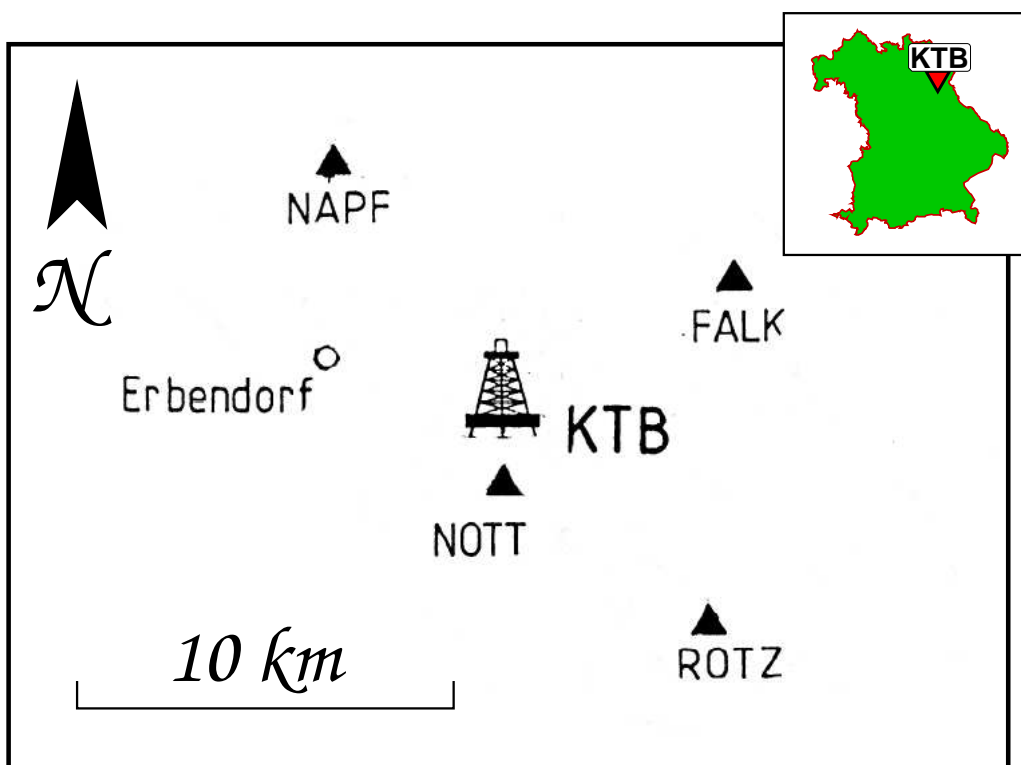 KTB
NAPF
N
FALK
Erbendorf
KTB
NOTT
10 km
ROTZ